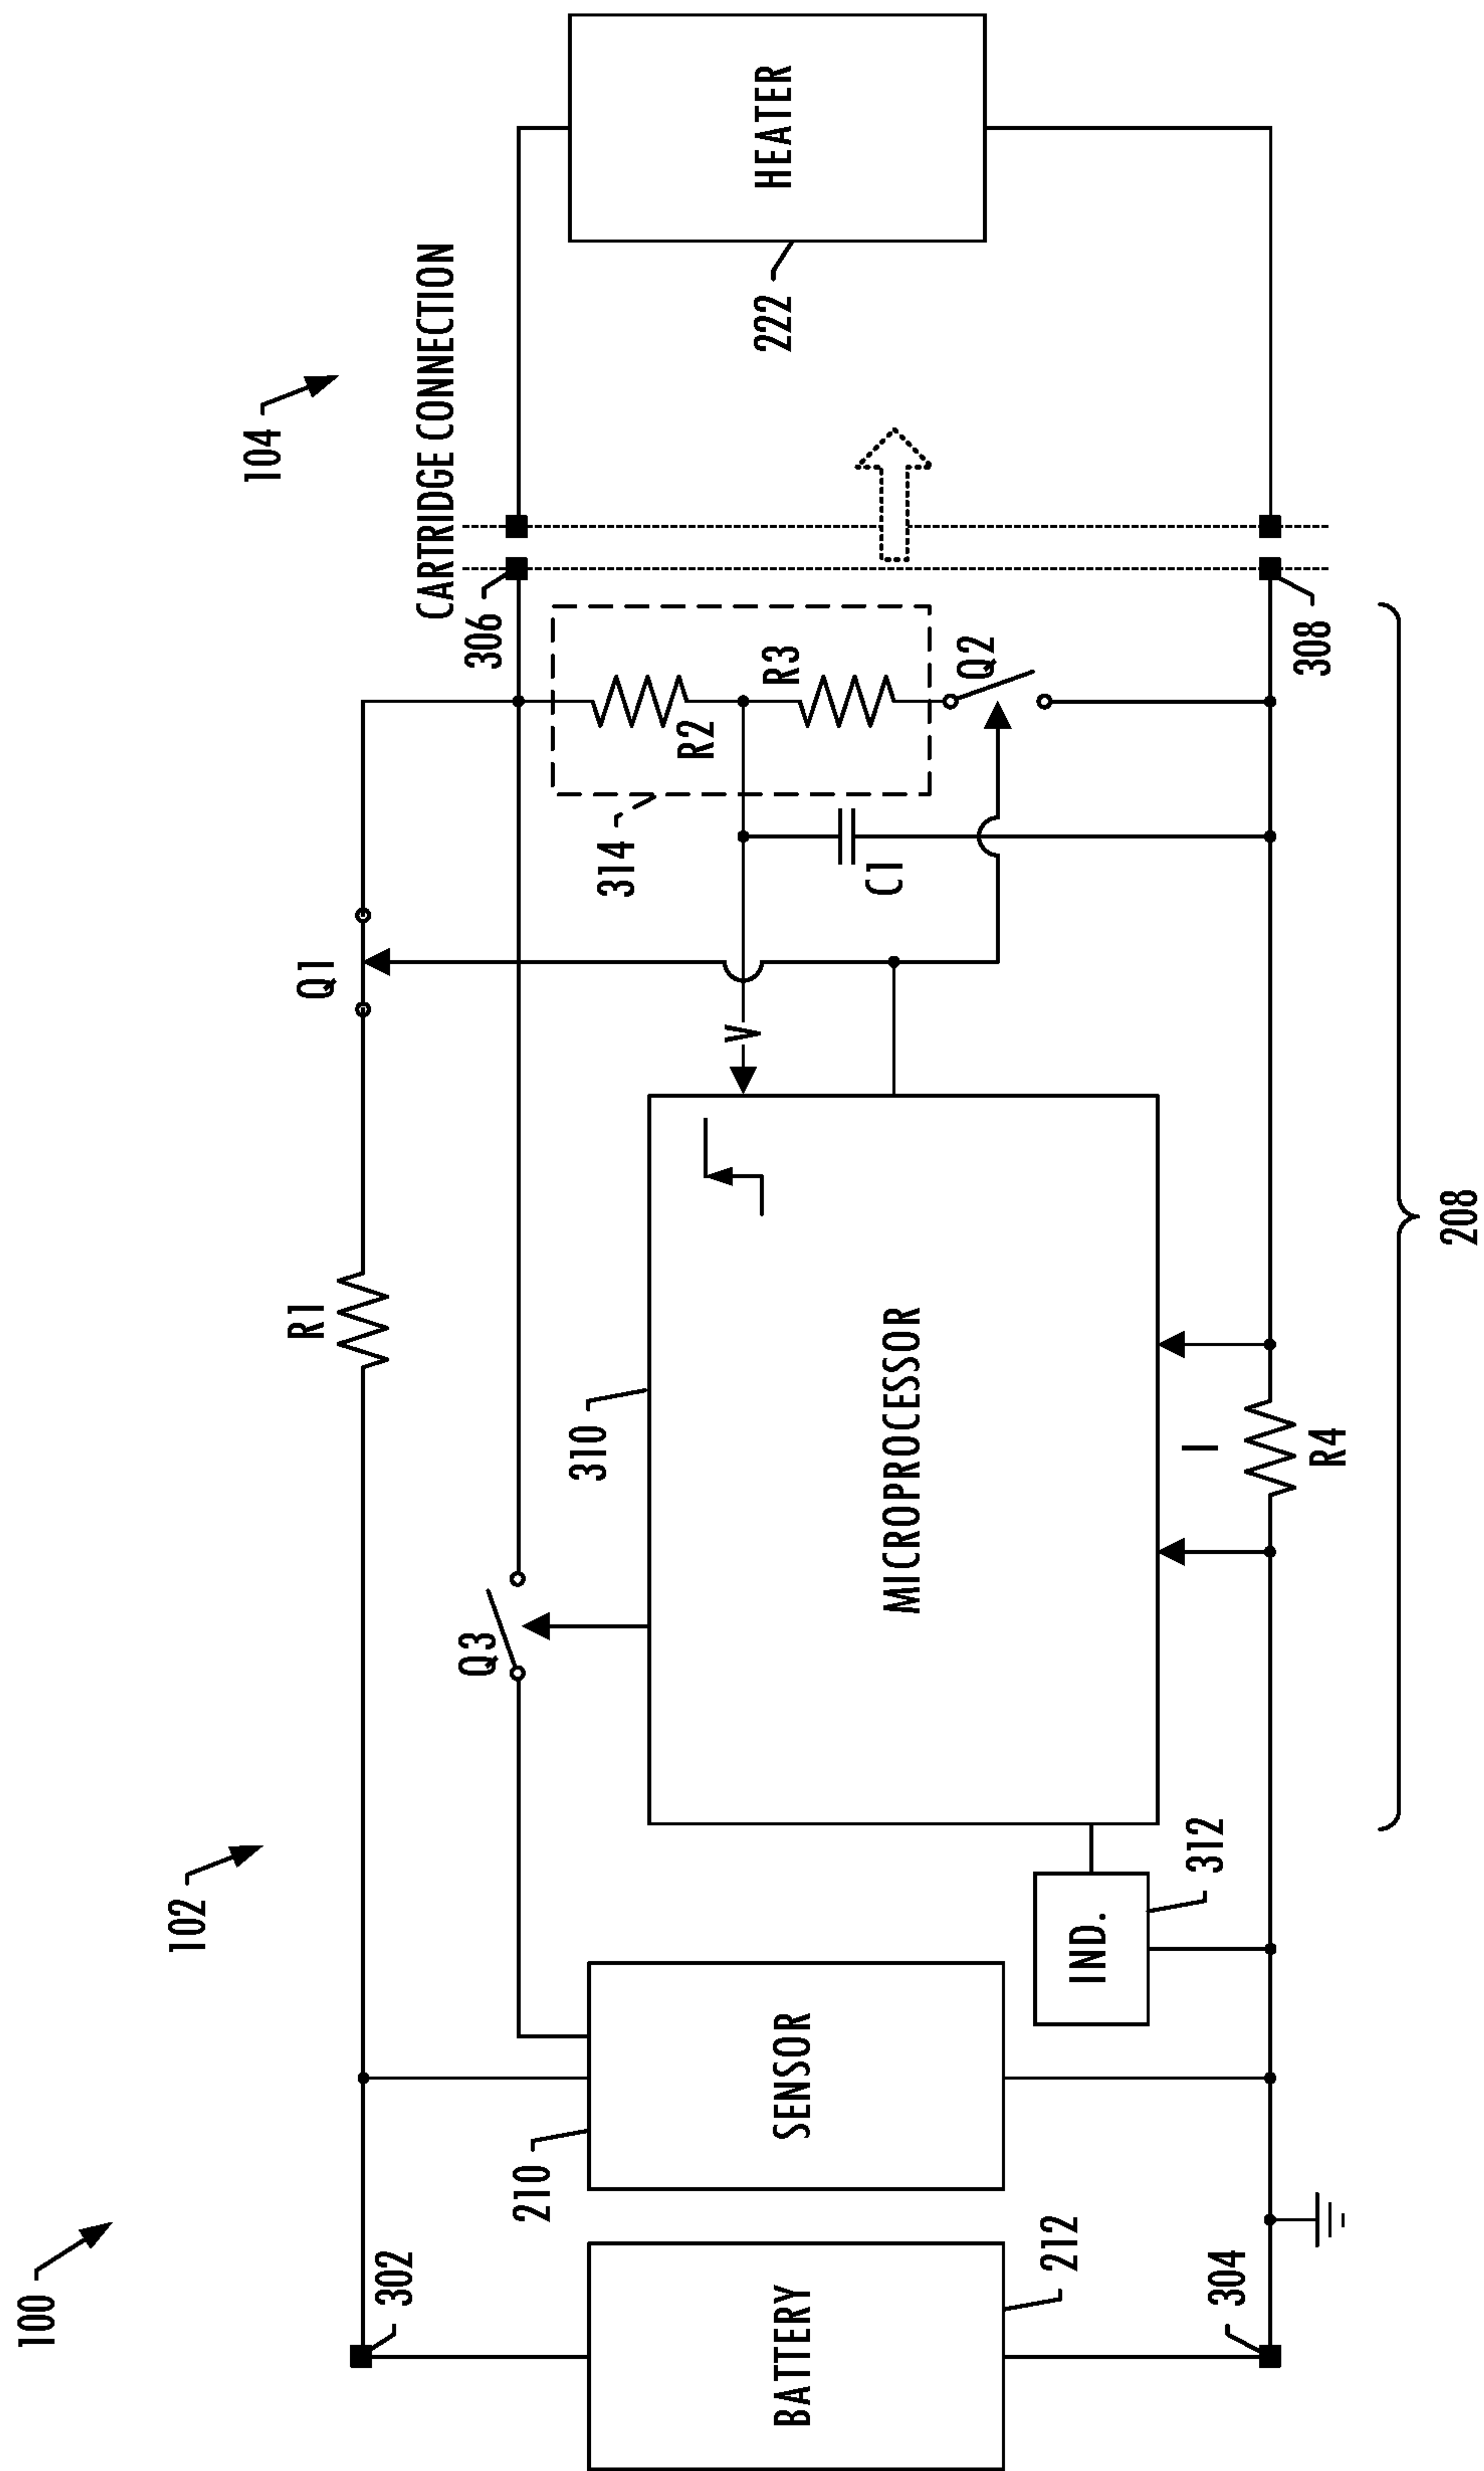 100
102
104
302
R1
Q1
CARTRIDGE CONNECTION
Q3
306
210
310
314
R2
R3
V
222
BATTERY
SENSOR
MICROPROCESSOR
HEATER
C1
Q2
212
IND.
312
I
304
R4
308
208